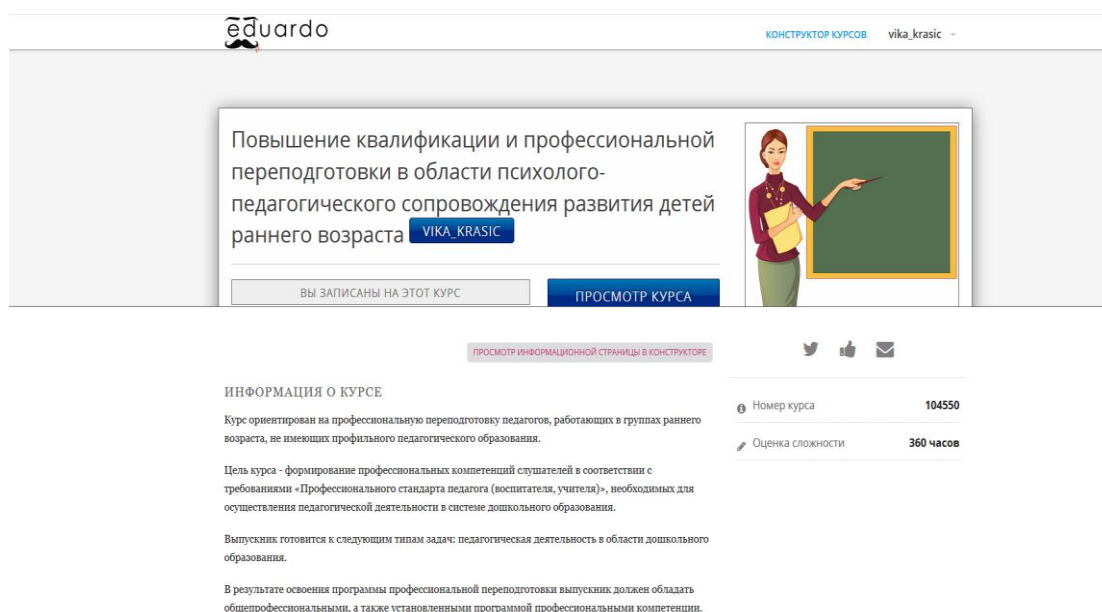 eduardo
КОНСТРУКТОР КУРСОВ
vika_krasic
Повышение квалификации и профессиональной
переподготовки в области психолого-
педагогического сопровождения развития детей
раннего возраста VIKA_KRASIC
ВЫ ЗАПИСАНЫ НА ЭТОТ КУРС
ПРОСМОТР КУРСА
ПРОСМОТР ИНФОРМАЦИОННОЙ СТРАНИЦЫ В КОНСТРУКТОРЕ
ИНФОРМАЦИЯ О КУРСЕ
Курс ориентирован на профессиональную переподготовку педагогов, работающих в группах раннего
возраста, не имеющих профильного педагогического образования.
Цель курса - формирование профессиональных компетенций слушателей в соответствии с
требованиями «Профессионального стандарта педагога (воспитателя, учителя)», необходимых для
осуществления педагогической деятельности в системе дошкольного образования.
Выпускник готовится к следующим типам задач: педагогическая деятельность в области дошкольного
образования.
В результате освоения программы профессиональной переподготовки выпускник должен обладать
общепрофессиональными, а также установленными программой профессиональными компетенции.
Номер курса 104550
Оценка сложности 360 часов